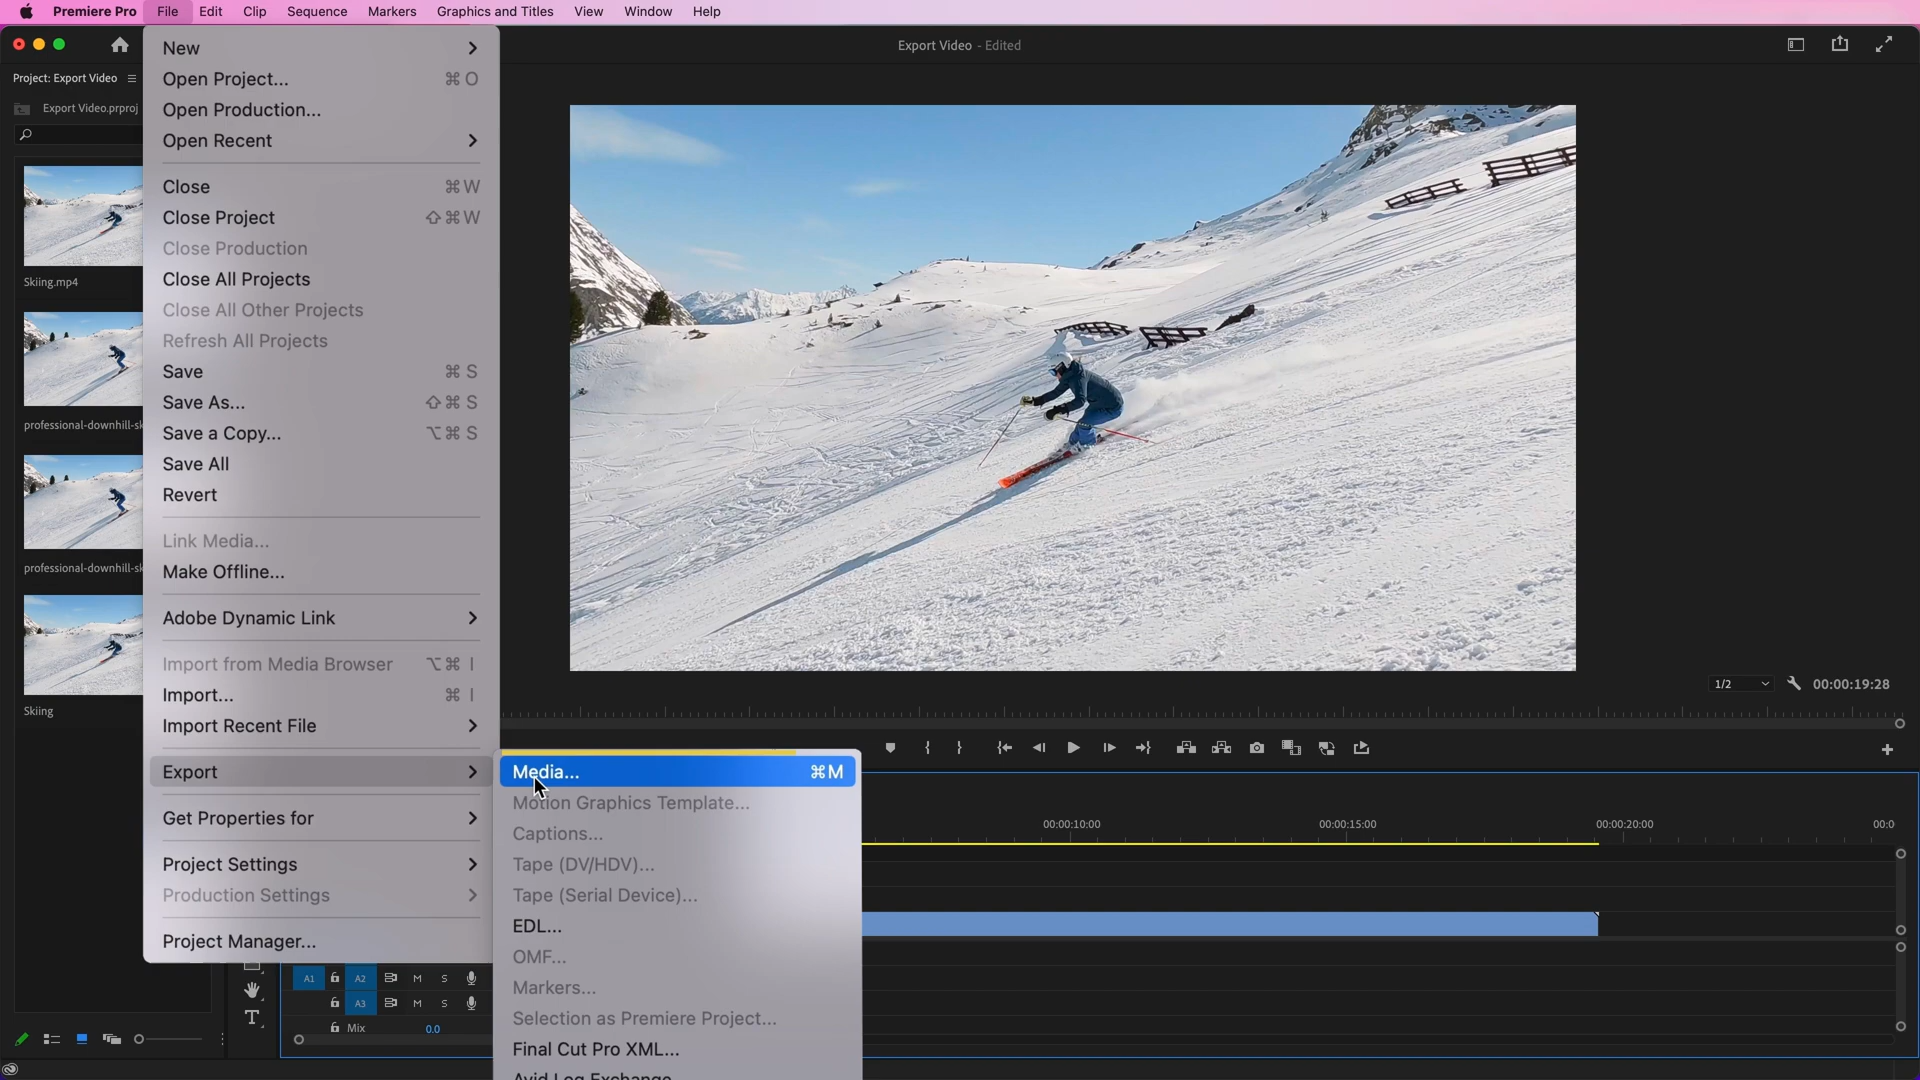 Premiere Pro File Edit Clip Sequence Markers Graphics and Titles View Window Help
Export Video - Edited
Project: Export Video
Export Video.prproj
Skiing.mp4
professional-downhill-sk
professional-downhill-sk
Skiing
New
Open Project... ⌘ O
Open Production...
Open Recent
Close ⌘ W
Close Project ⇧ ⌘ W
Close Production
Close All Projects
Close All Other Projects
Refresh All Projects
Save ⌘ S
Save As... ⇧ ⌘ S
Save a Copy... ⌥ ⌘ S
Save All
Revert
Link Media...
Make Offline...
Adobe Dynamic Link
Import from Media Browser ⌥ ⌘ I
Import... ⌘ I
Import Recent File
Export
Get Properties for
Project Settings
Production Settings
Project Manager...
Media... ⌘M
Motion Graphics Template...
Captions...
Tape (DV/HDV)...
Tape (Serial Device)...
EDL...
OMF...
Markers...
Selection as Premiere Project...
Final Cut Pro XML...
Avid Log Exchange
1/2 00:00:19:28
00:00:10:00 00:00:15:00 00:00:20:00 00:0
A1 A2 M S
A3 M S
Mix 0.0
T